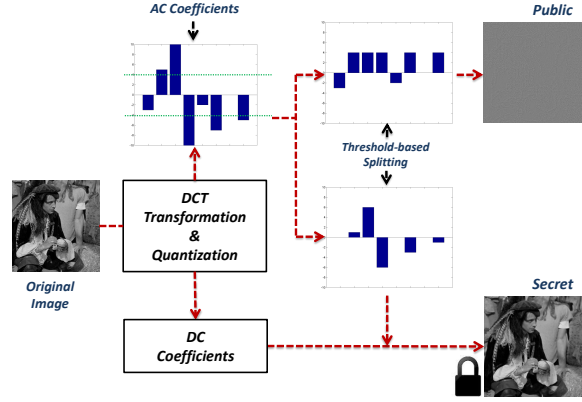 AC Coefficients
Public
Threshold-based
Splitting
DCT
Transformation
&
Quantization
Original
Image
Secret
DC
Coefficients